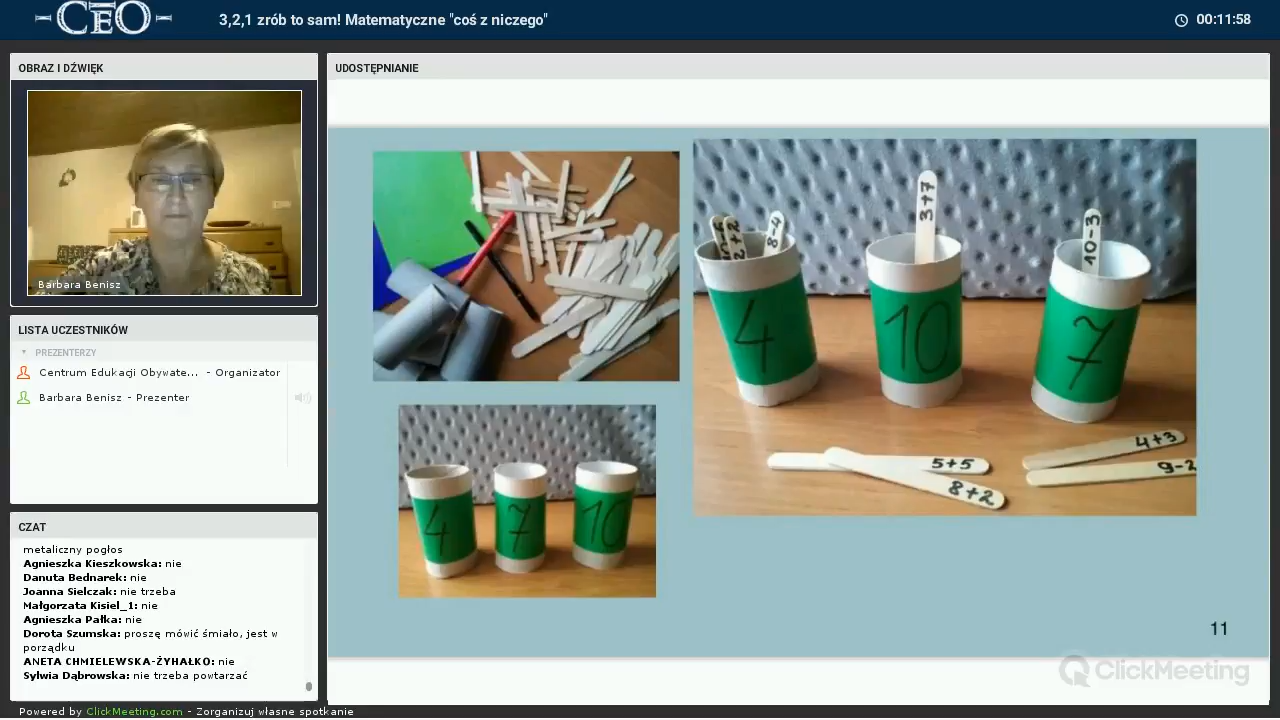 CEO
3,2,1 zrób to sam! Matematyczne "coś z niczego"
00:11:58
OBRAZ I DŹWIĘK
Barbara Benisz
LISTA UCZESTNIKÓW
PREZENTERZY
Centrum Edukacji Obywate... - Organizator
Barbara Benisz - Prezenter
CZAT
metaliczny pogłos
Agnieszka Kieszkowska: nie
Danuta Bednarek: nie
Joanna Sielczak: nie trzeba
Małgorzata Kisiel_1: nie
Agnieszka Pałka: nie
Dorota Szumska: proszę mówić śmiało, jest w
porządku
ANETA CHMIELEWSKA-ŻYHAŁKO: nie
Sylwia Dąbrowska: nie trzeba powtarzać
UDOSTĘPNIANIE
2+2
8-4
3+7
10-3
4
10
7
5+5
8+2
4+3
9-2
4
7
10
11
ClickMeeting
Powered by ClickMeeting.com - Zorganizuj własne spotkanie